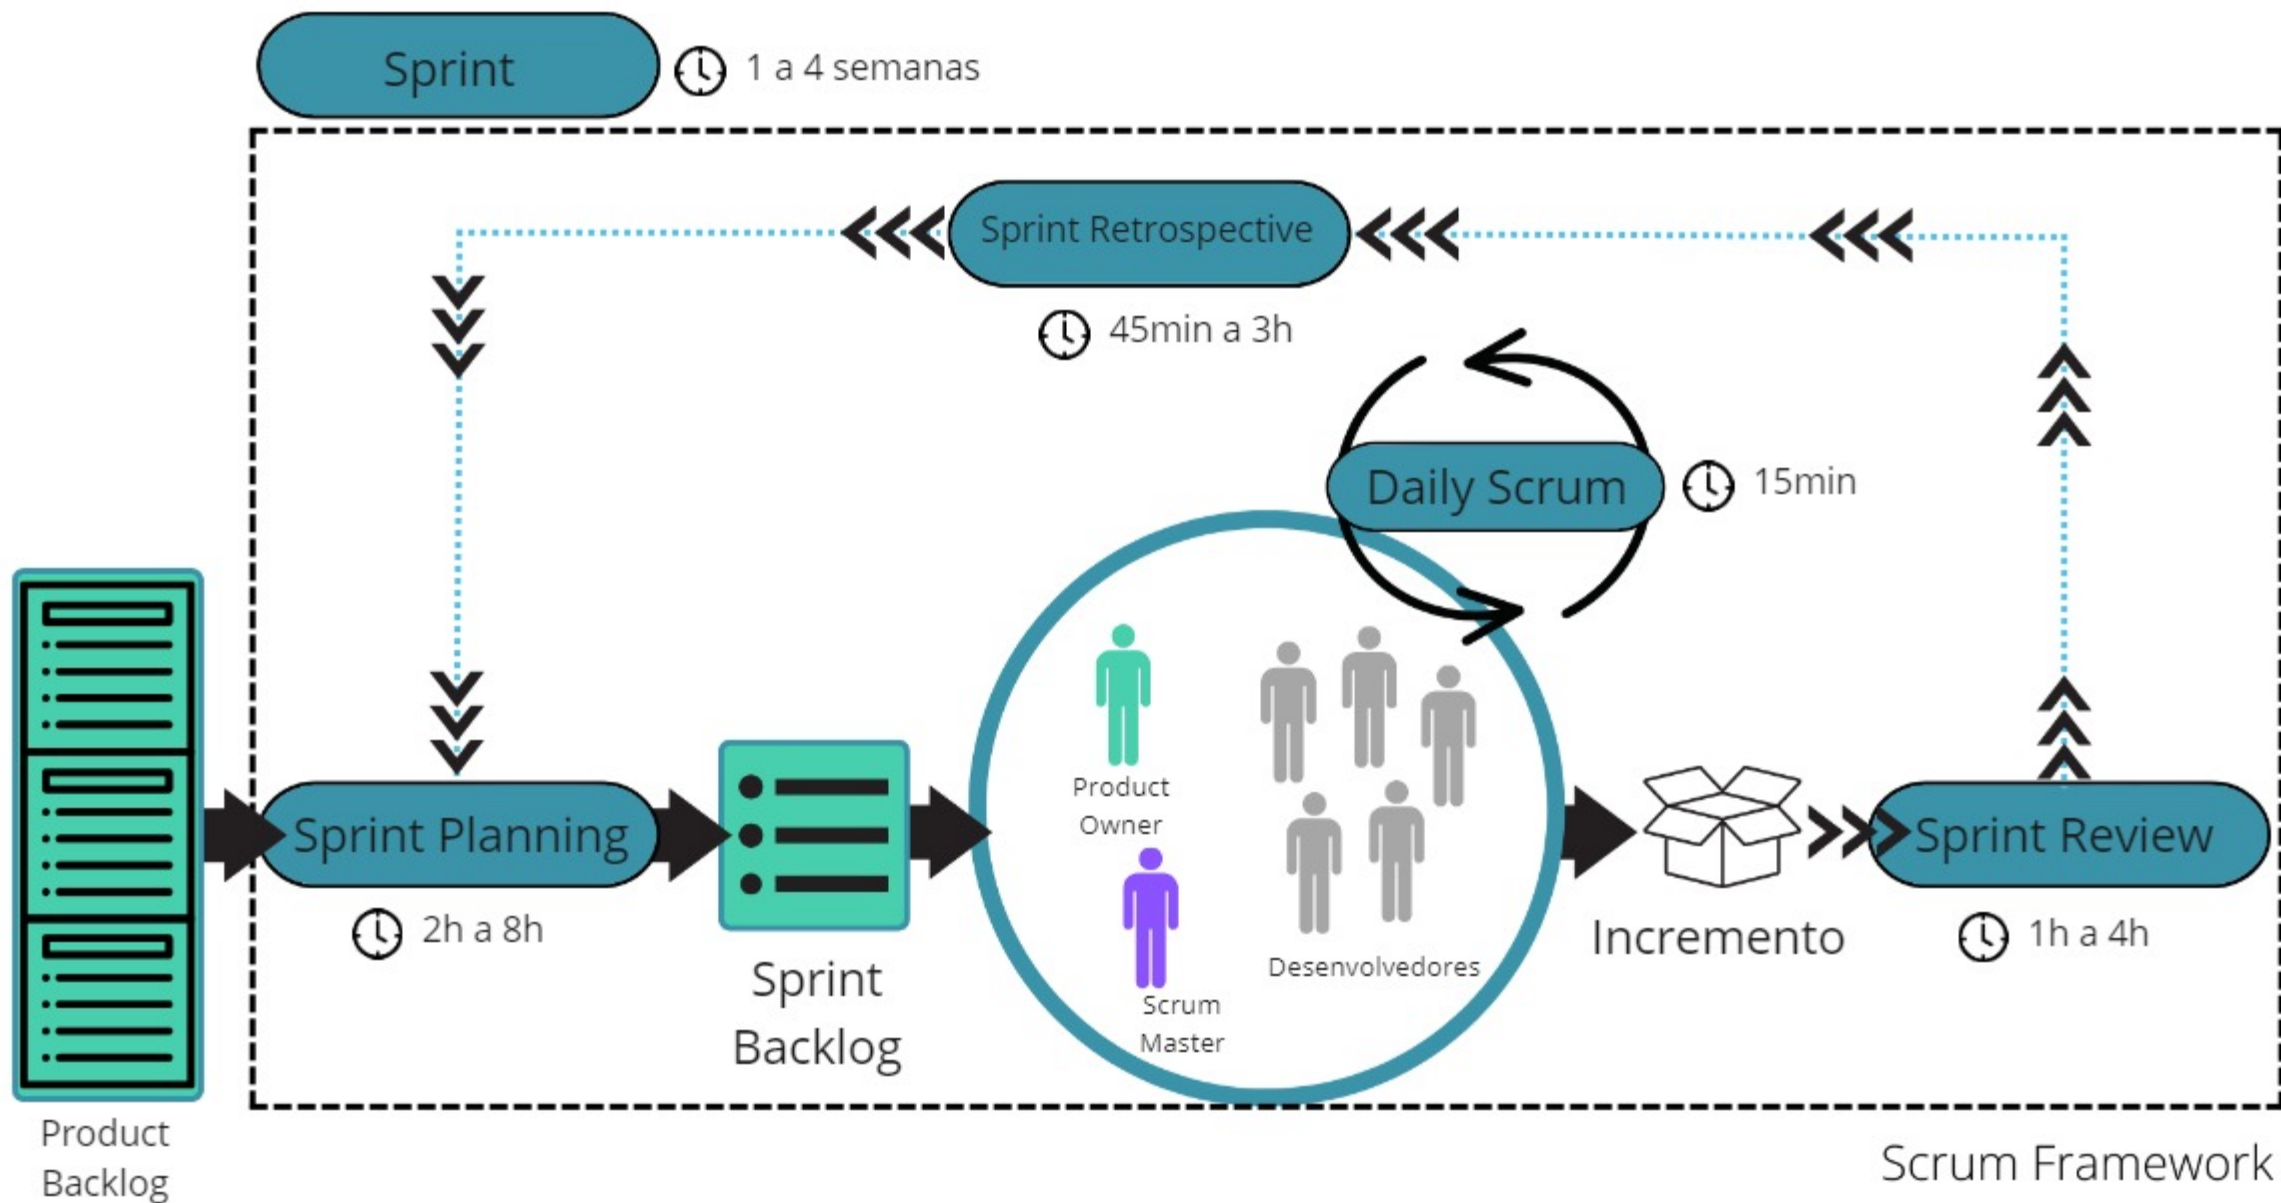 Sprint
1 a 4 semanas
Sprint Retrospective
45min a 3h
Daily Scrum
15min
Product
Owner
Scrum
Master
Desenvolvedores
Product
Backlog
Sprint Planning
2h a 8h
Sprint
Backlog
Incremento
Sprint Review
1h a 4h
Scrum Framework